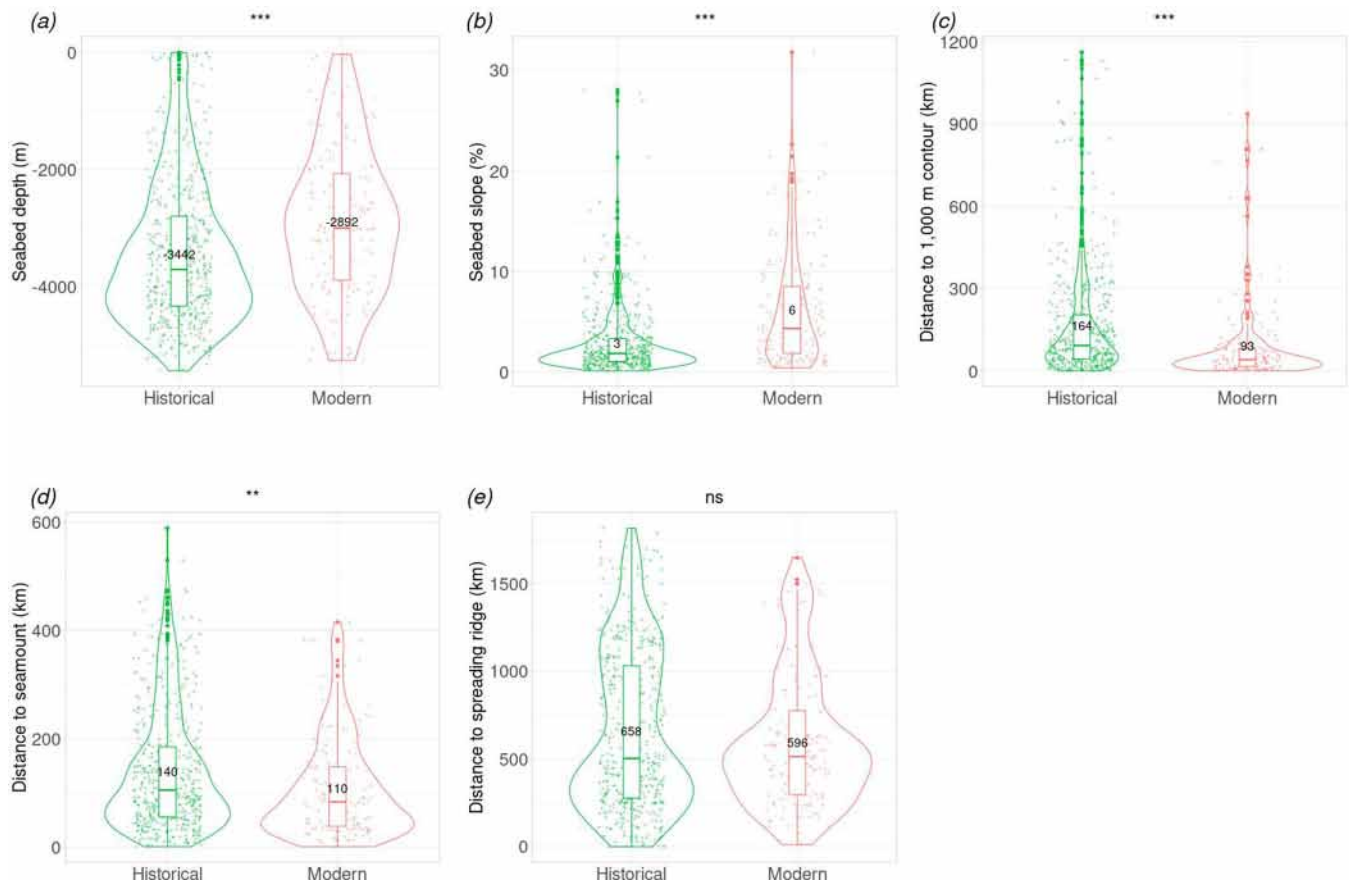 (a)
***
Seabed depth (m)
0
-2000
-4000
-3442
-2892
Historical
Modern
(b)
***
Seabed slope (%)
30
20
10
0
3
6
Historical
Modern
(c)
***
Distance to 1,000 m contour (km)
1200
900
600
300
0
164
93
Historical
Modern
(d)
**
Distance to seamount (km)
600
400
200
0
140
110
Historical
Modern
(e)
ns
Distance to spreading ridge (km)
1500
1000
500
0
658
596
Historical
Modern